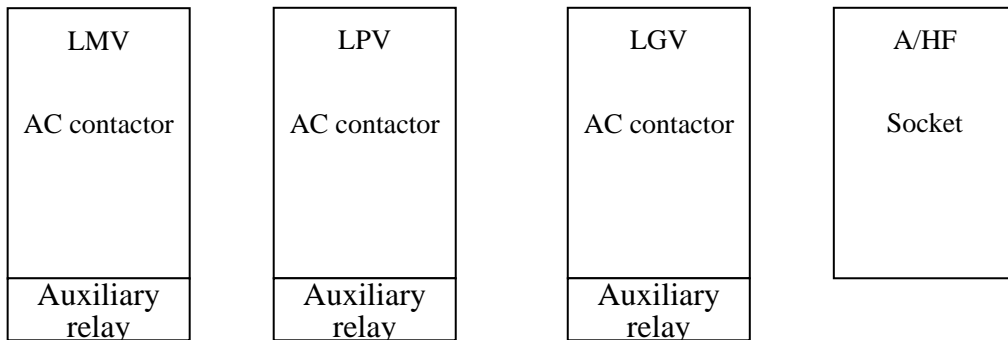 LMV
AC contactor
Auxiliary
relay
LPV
AC contactor
Auxiliary
relay
LGV
AC contactor
Auxiliary
relay
A/HF
Socket